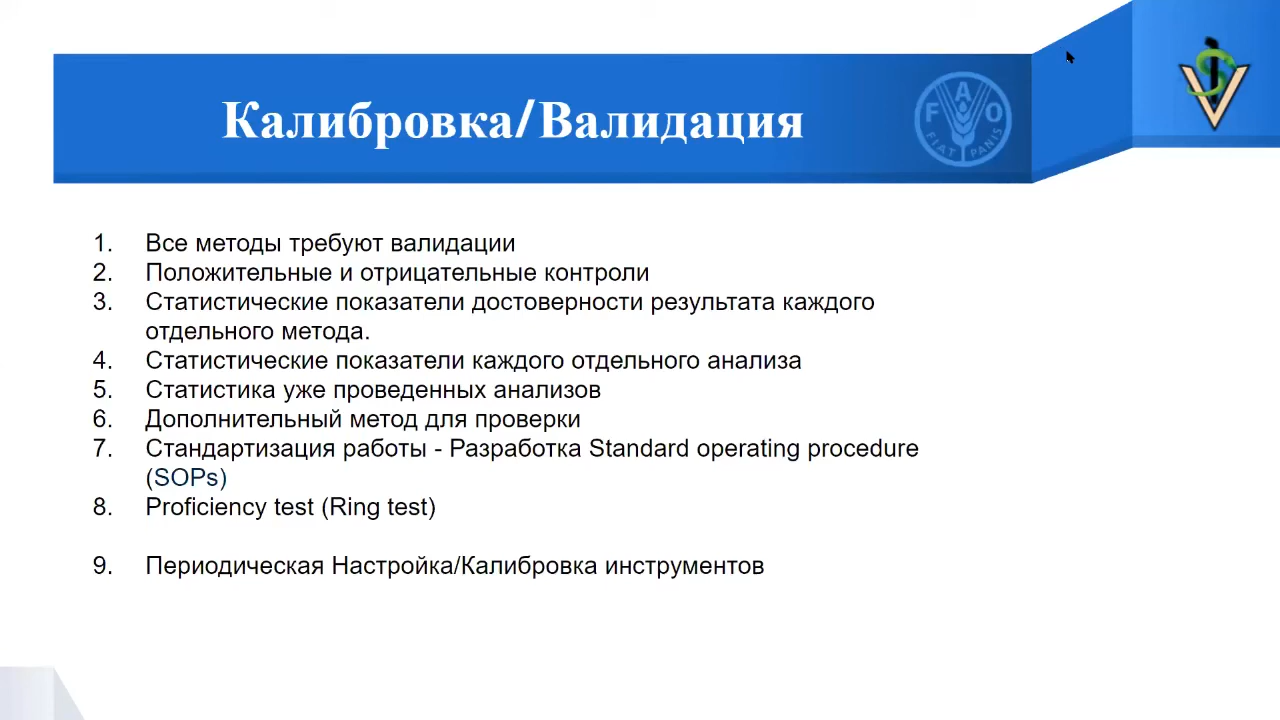 Калибровка/Валидация
F A O
FIAT PANIS
1. Все методы требуют валидации
2. Положительные и отрицательные контроли
3. Статистические показатели достоверности результата каждого
отдельного метода.
4. Статистические показатели каждого отдельного анализа
5. Статистика уже проведенных анализов
6. Дополнительный метод для проверки
7. Стандартизация работы - Разработка Standard operating procedure
(SOPs)
8. Proficiency test (Ring test)
9. Периодическая Настройка/Калибровка инструментов